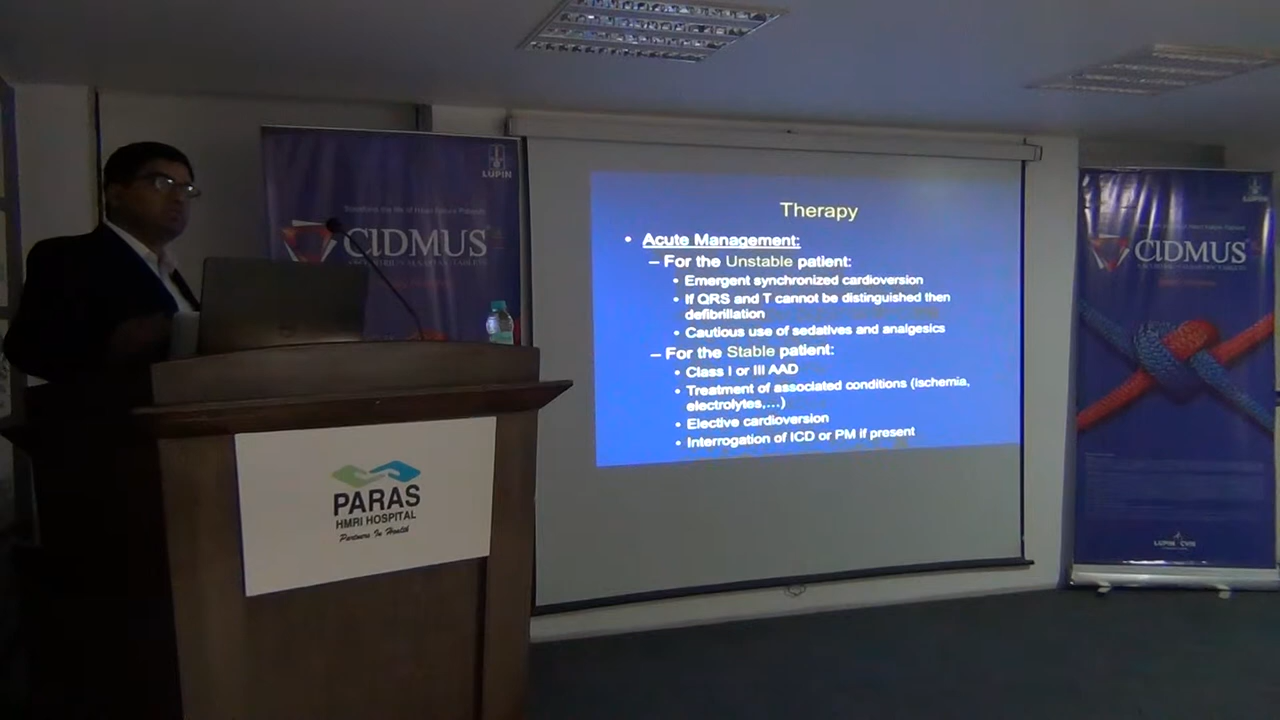 LUPIN
CIDMUS
Therapy
• Acute Management:
– For the Unstable patient:
• Emergent synchronized cardioversion
• If QRS and T cannot be distinguished then
defibrillation
• Cautious use of sedatives and analgesics
– For the Stable patient:
• Class I or III AAD
• Treatment of associated conditions (Ischemia,
electrolytes,...)
• Elective cardioversion
• Interrogation of ICD or PM if present
LUPIN
CIDMUS
LUPIN CVN
PARAS
HMRI HOSPITAL
Partners In Health